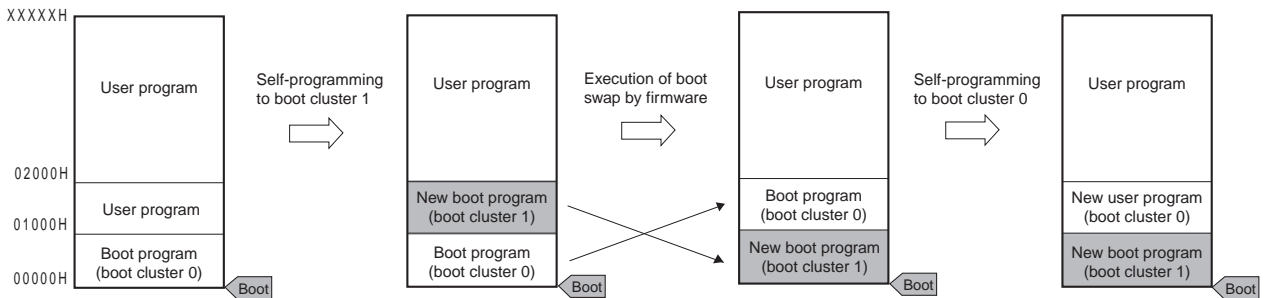 XXXXXH
User program
02000H
User program
01000H
Boot program
(boot cluster 0)
00000H
Boot
Self-programming
to boot cluster 1
User program
New boot program
(boot cluster 1)
Boot program
(boot cluster 0)
Boot
Execution of boot
swap by firmware
User program
Boot program
(boot cluster 0)
New boot program
(boot cluster 1)
Boot
Self-programming
to boot cluster 0
User program
New user program
(boot cluster 0)
New boot program
(boot cluster 1)
Boot